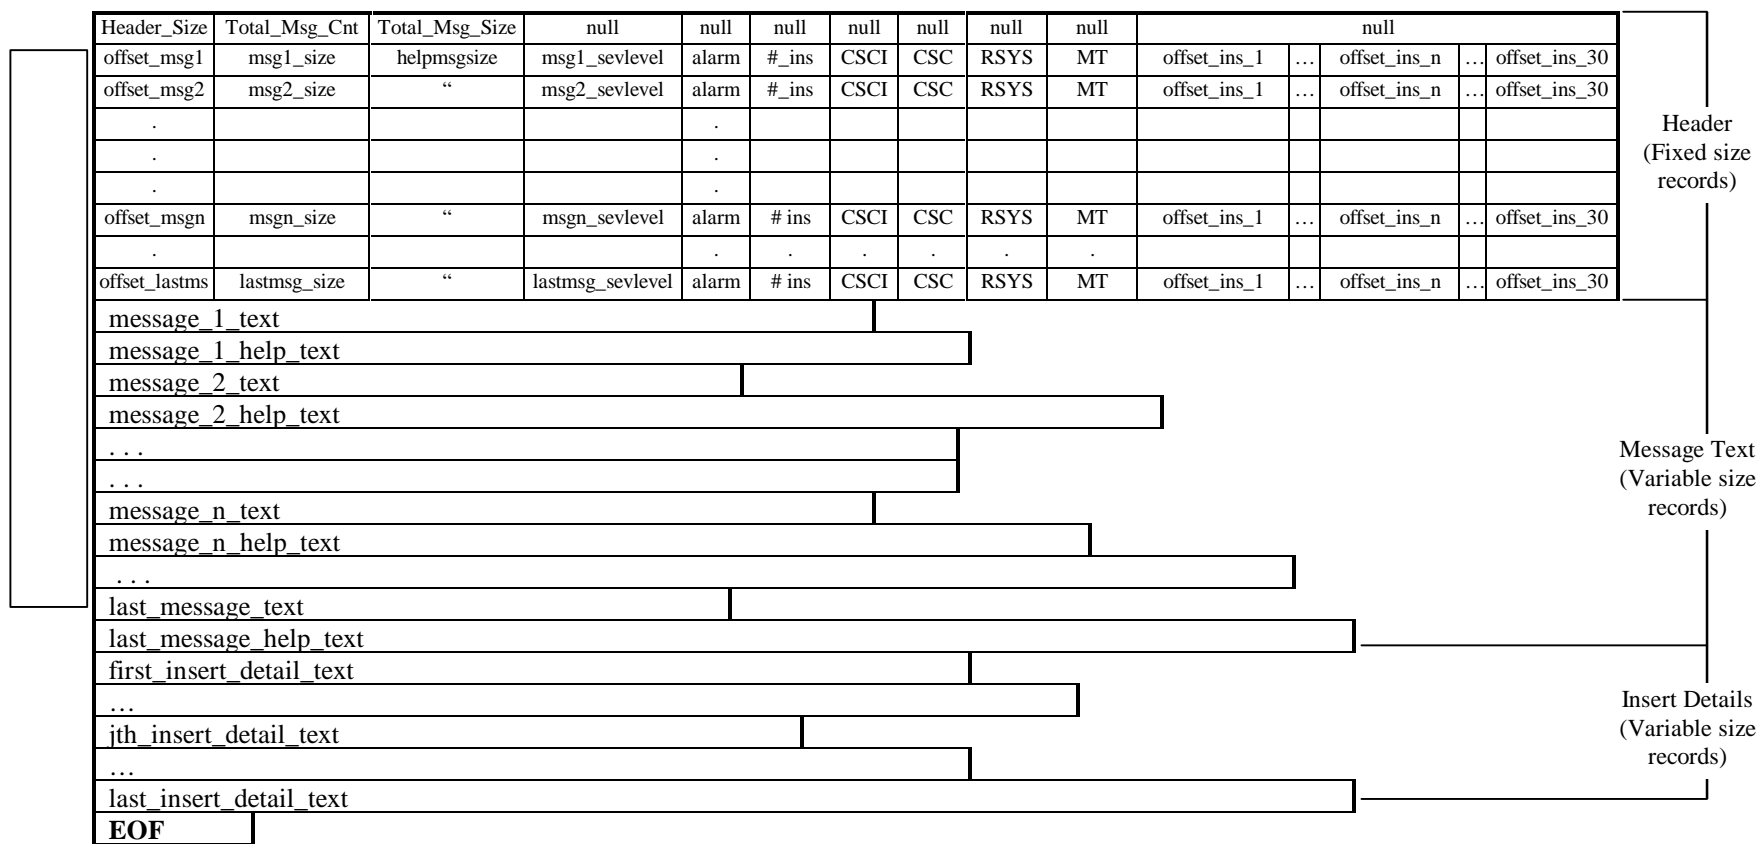 Header_Size Total_Msg_Cnt Total_Msg_Size null null null null null null null null
offset_msg1 msg1_size helpmsgsize msg1_sevlevel alarm #_ins CSCI CSC RSYS MT offset_ins_1 … offset_ins_n … offset_ins_30
offset_msg2 msg2_size “ msg2_sevlevel alarm #_ins CSCI CSC RSYS MT offset_ins_1 … offset_ins_n … offset_ins_30
. .
. .
. .
offset_msgn msgn_size “ msgn_sevlevel alarm # ins CSCI CSC RSYS MT offset_ins_1 … offset_ins_n … offset_ins_30
. . . . . . .
offset_lastms lastmsg_size “ lastmsg_sevlevel alarm # ins CSCI CSC RSYS MT offset_ins_1 … offset_ins_n … offset_ins_30
Header
(Fixed size
records)
message_1_text
message_1_help_text
message_2_text
message_2_help_text
. . .
. . .
message_n_text
message_n_help_text
. . .
last_message_text
last_message_help_text
Message Text
(Variable size
records)
first_insert_detail_text
…
jth_insert_detail_text
…
last_insert_detail_text
Insert Details
(Variable size
records)
EOF